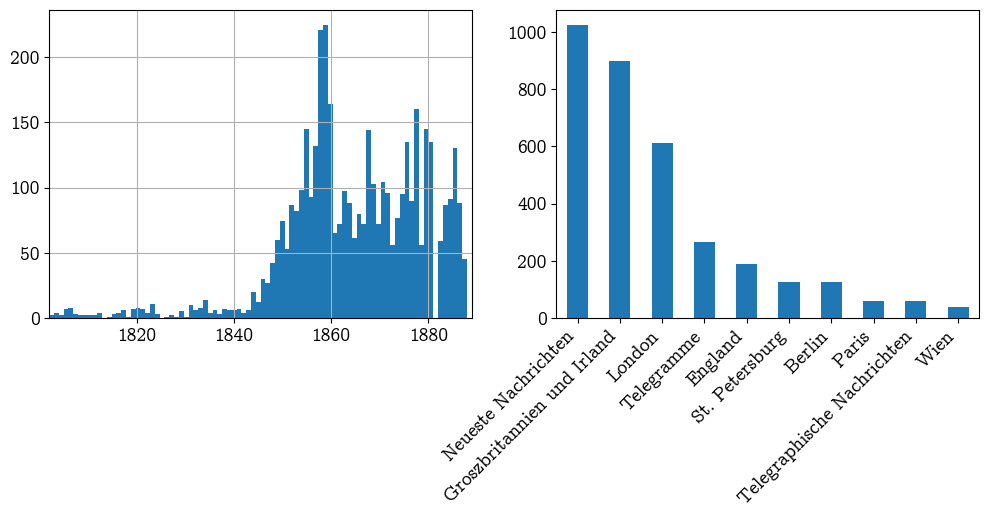 200
150
100
50
0
1820 1840 1860 1880
1000
800
600
400
200
0
Neueste Nachrichten
Groszbritannien und Irland
London
Telegramme
England
St. Petersburg
Berlin
Paris
Telegraphische Nachrichten
Wien